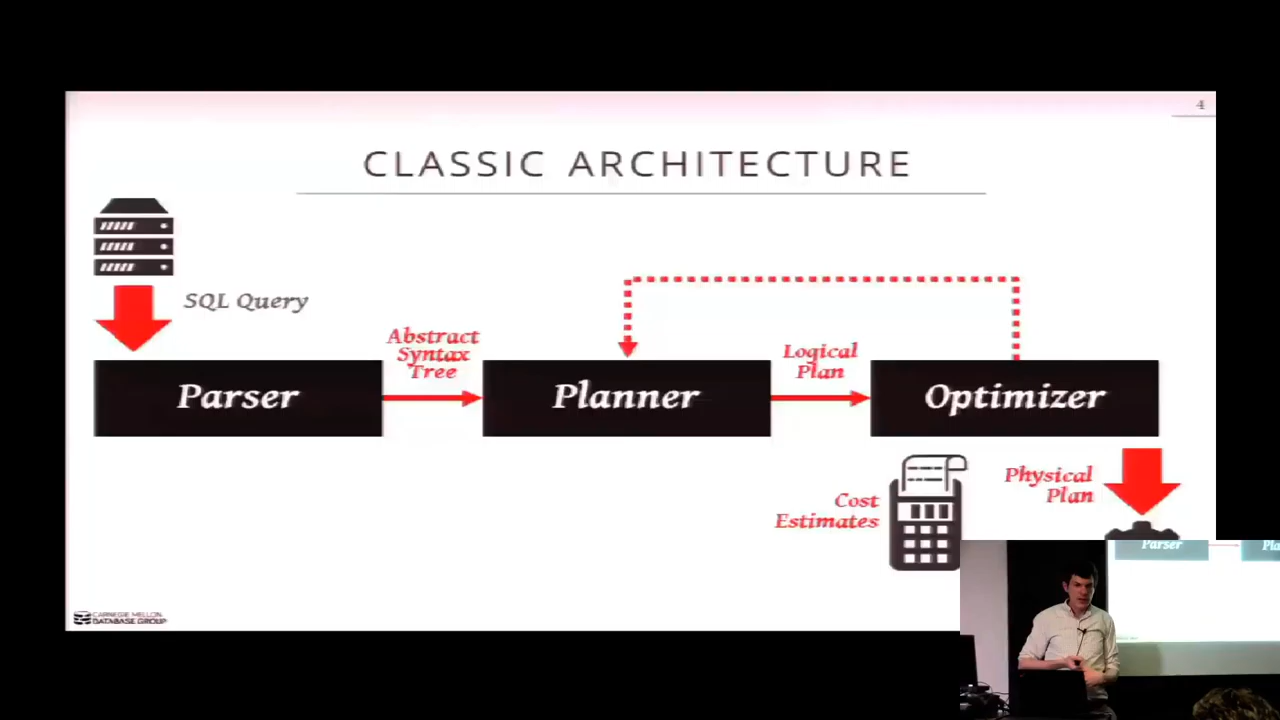 4
CLASSIC ARCHITECTURE
SQL Query
Abstract
Syntax
Tree
Logical
Plan
Parser
Planner
Optimizer
Physical
Plan
Cost
Estimates
CARNEGIE MELLON
DATABASE GROUP
Parser